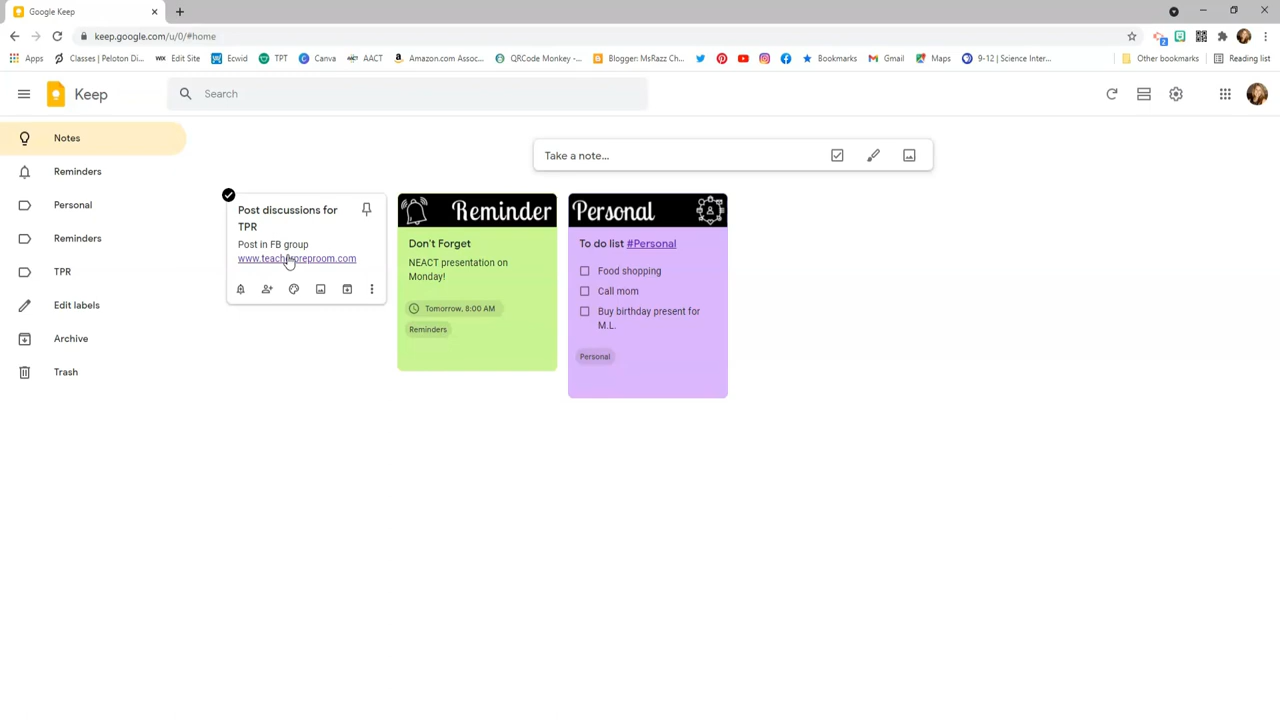 Google Keep
keep.google.com/u/0/#home
2
Apps
Classes | Peloton Di...
Edit Site
Ecwid
TPT
Canva
AACT
Amazon.com Assoc...
QRCode Monkey -...
Blogger: MsRazz Ch...
Bookmarks
Gmail
Maps
9-12 | Science Inter...
Other bookmarks
Reading list
Keep
Search
Notes
Reminders
Personal
Reminders
TPR
Edit labels
Archive
Trash
Take a note...
Post discussions for
TPR
Post in FB group
Reminder
Don't Forget
NEACT presentation on
Monday!
Tomorrow, 8:00 AM
Reminders
Personal
To do list #Personal
Food shopping
Call mom
Buy birthday present for
M.L.
Personal